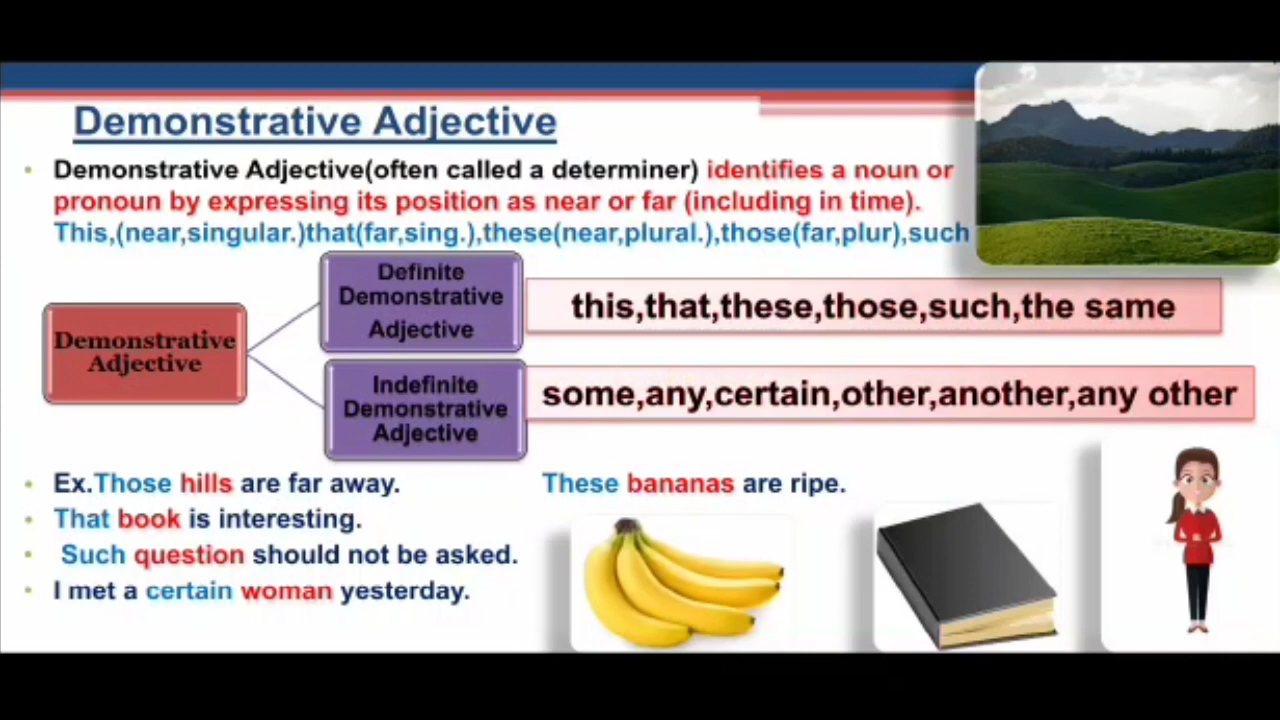 Demonstrative Adjective
• Demonstrative Adjective(often called a determiner) identifies a noun or
pronoun by expressing its position as near or far (including in time).
This,(near,singular.)that(far,sing.),these(near,plural.),those(far,plur),such
Definite
Demonstrative
Adjective
this,that,these,those,such,the same
Demonstrative
Adjective
Indefinite
Demonstrative
Adjective
some,any,certain,other,another,any other
• Ex.Those hills are far away. These bananas are ripe.
• That book is interesting.
• Such question should not be asked.
• I met a certain woman yesterday.